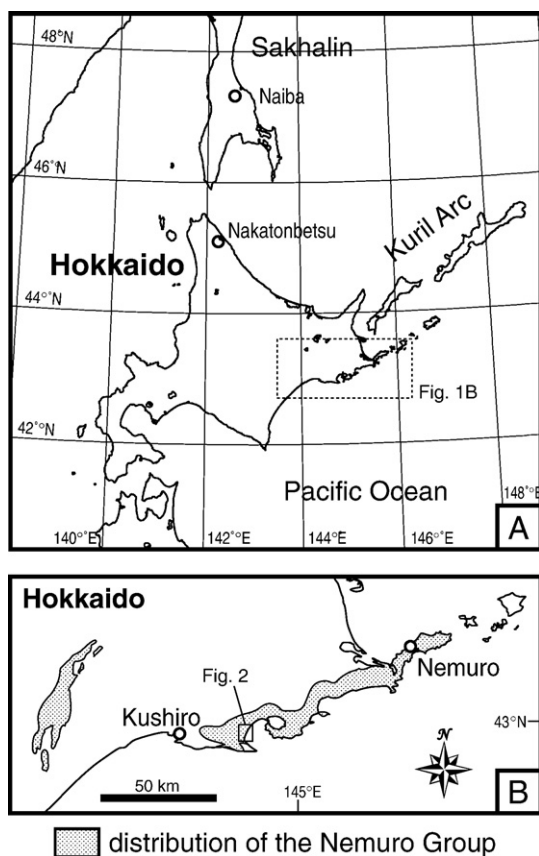 48°N
Sakhalin
Naiba
46°N
Nakatonbetsu
Kuril Arc
Hokkaido
44°N
Fig. 1B
42°N
Pacific Ocean
140°E
142°E
144°E
146°E
148°E
A
Hokkaido
Nemuro
Fig. 2
Kushiro
43°N
N
50 km
145°E
B
distribution of the Nemuro Group